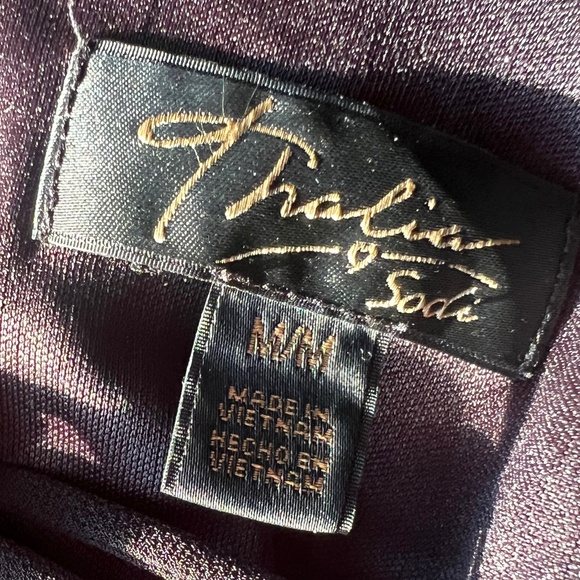 Thalia
Sodi
M/M
MADE IN
VIETNAM
HECHO EN
VIETNAM